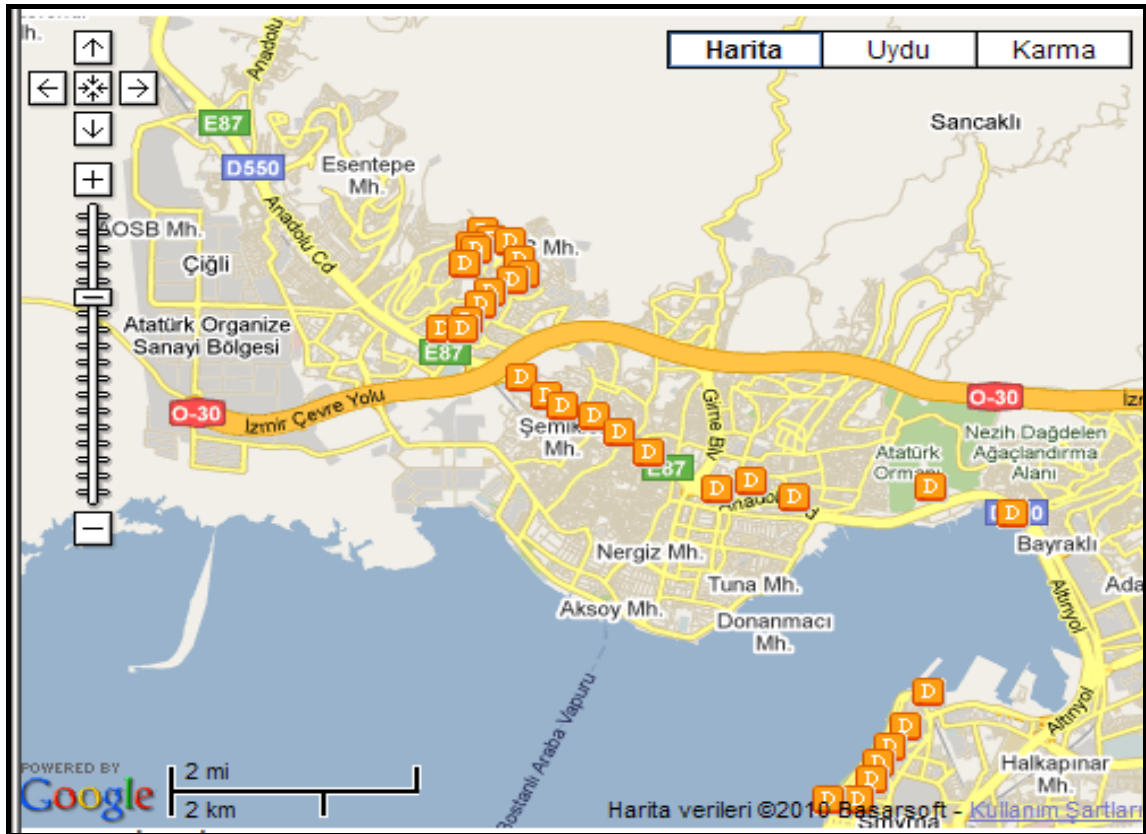 h.
Mh.
Anadolu
Harita
Uydu
Karma
E87
Sancaklı
D550
Esentepe
Mh.
AOSB Mh.
Anadolu Cd
D
D
D
Mh.
D
D
Çiğli
D
D
D
D
Atatürk Organize
Sanayi Bölgesi
D
D
E87
D
O-30
O-30
İzmir Çevre Yolu
D
D
D
D
D
Girne Blv
Mh.
Nezih Dağdelen
Ağaçlandırma
Alanı
Atatürk
D
E87
D
D
D
D
D
Bayraklı
Nergiz Mh.
Tuna Mh.
Aksoy Mh.
Donanmacı
Mh.
Altınyol
Bostanlı Araba Vapuru
D
D
D
D
D
D
D
Altınyol
Halkapınar
Mh.
POWERED BY
Google
2 mi
2 km
Harita verileri ©2010 Basarsoft - Kullanım Şartları
Smyrna